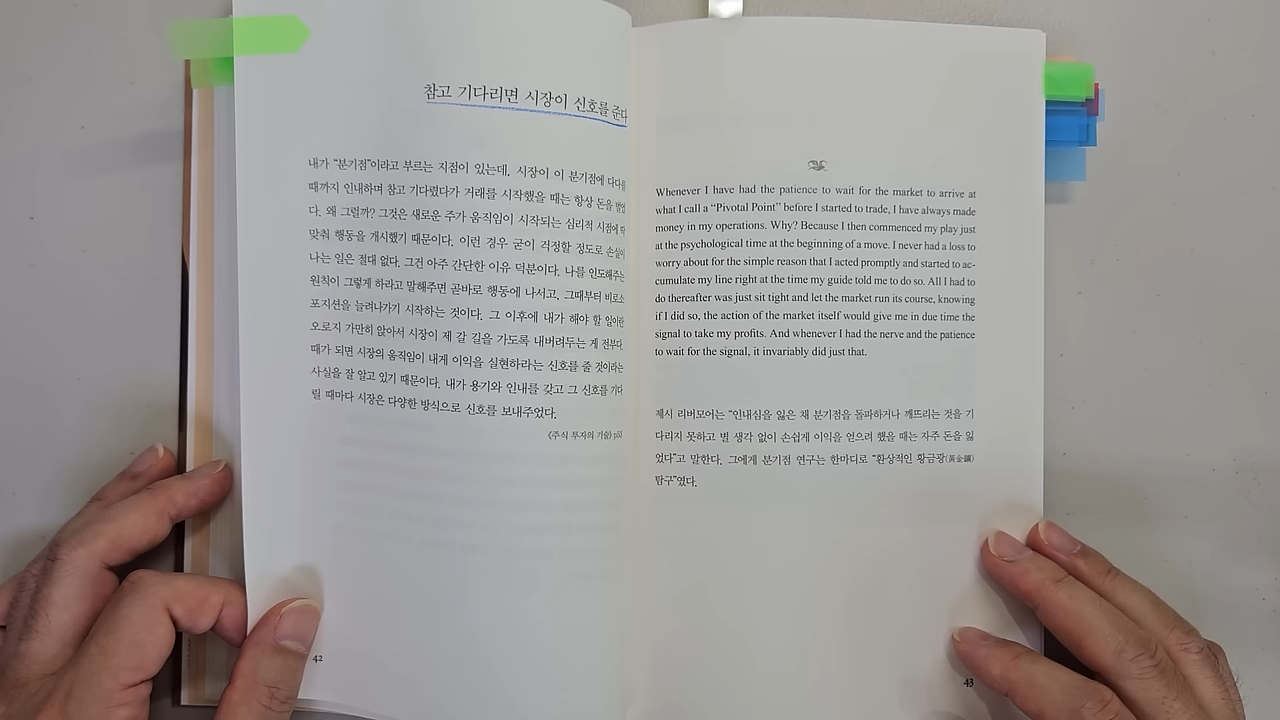 참고 기다리면 시장이 신호를 준다
내가 “분기점”이라고 부르는 지점이 있는데, 시장이 이 분기점에
때까지 인내하며 참고 기다렸다가 거래를 시작했을 때는 항상 돈을
다. 왜 그럴까? 그것은 새로운 주가 움직임이 시작되는 심리적 시점에
맞춰 행동을 개시했기 때문이다. 이런 경우 굳이 걱정할 정도로 손실이
나는 일은 절대 없다. 그건 아주 간단한 이유 덕분이다. 나를 인도해주는
원칙이 그렇게 하라고 말해주면 곧바로 행동에 나서고, 그때부터 비로소
포지션을 늘려나가기 시작하는 것이다. 그 이후에 내가 해야 할 일이란
오로지 가만히 앉아서 시장이 제 갈 길을 가도록 내버려두는 게 전부다.
때가 되면 시장의 움직임이 내게 이익을 실현하라는 신호를 줄 것이라는
사실을 잘 알고 있기 때문이다. 내가 용기와 인내를 갖고 그 신호를 기다
릴 때마다 시장은 다양한 방식으로 신호를 보내주었다.
《주식 투자의 기술》
42
Whenever I have had the patience to wait for the market to arrive at
what I call a “Pivotal Point” before I started to trade, I have always made
money in my operations. Why? Because I then commenced my play just
at the psychological time at the beginning of a move. I never had a loss to
worry about for the simple reason that I acted promptly and started to ac-
cumulate my line right at the time my guide told me to do so. All I had to
do thereafter was just sit tight and let the market run its course, knowing
if I did so, the action of the market itself would give me in due time the
signal to take my profits. And whenever I had the nerve and the patience
to wait for the signal, it invariably did just that.
제시 리버모어는 “인내심을 잃은 채 분기점을 돌파하거나 깨뜨리는 것을 기
다리지 못하고 별 생각 없이 손쉽게 이익을 얻으려 했을 때는 자주 돈을 잃
었다”고 말한다. 그에게 분기점 연구는 한마디로 “환상적인 황금광(黃金鑛)
탐구”였다.
43